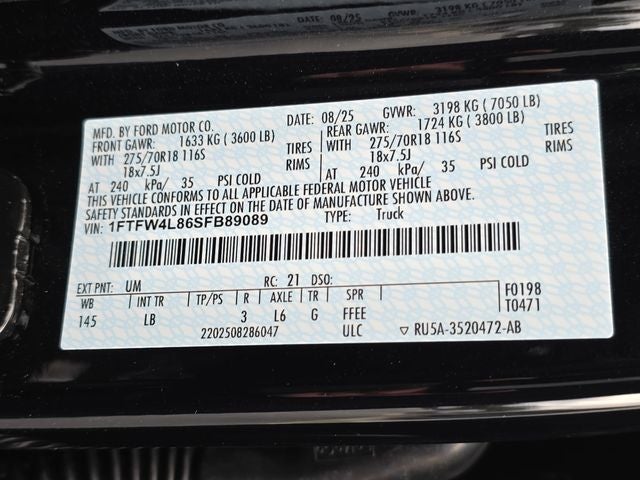 MFD. BY FORD MOTOR CO. DATE: 08/25 GVWR: 3198 KG ( 7050 LB)
FRONT GAWR: 1633 KG ( 3600 LB) REAR GAWR: 1724 KG ( 3800 LB)
WITH 275/70R18 116S TIRES WITH 275/70R18 116S TIRES
18x7.5J RIMS 18x7.5J RIMS
AT 240 kPa/ 35 PSI COLD AT 240 kPa/ 35 PSI COLD
THIS VEHICLE CONFORMS TO ALL APPLICABLE FEDERAL MOTOR VEHICLE
SAFETY STANDARDS IN EFFECT ON THE DATE OF MANUFACTURE SHOWN ABOVE.
VIN: 1FTFW4L86SFB89089 TYPE: Truck
EXT PNT: UM RC: 21 DSO:
WB INT TR TP/PS R AXLE TR SPR F0198
145 LB 3 L6 G FFEE T0471
2202508286047 ULC ▽ RU5A-3520472-AB